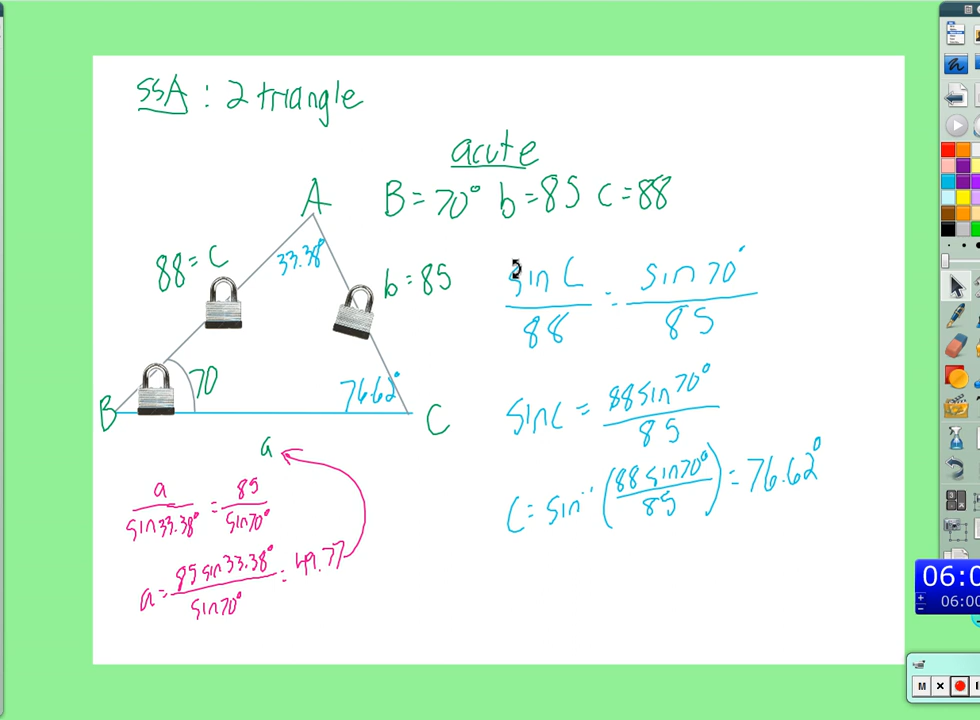 SSA : 2 triangle
acute
B = 70° b = 85 c = 88
A
33.38°
88 = c
b = 85
70
76.62°
B
C
a
sin C / 88 = sin 70° / 85
sin C = 88 sin 70° / 85
C = sin⁻¹ (88 sin 70° / 85) = 76.62°
a / sin 33.38° = 85 / sin 70°
a = 85 sin 33.38° / sin 70° = 49.77
06:0
06:00
M